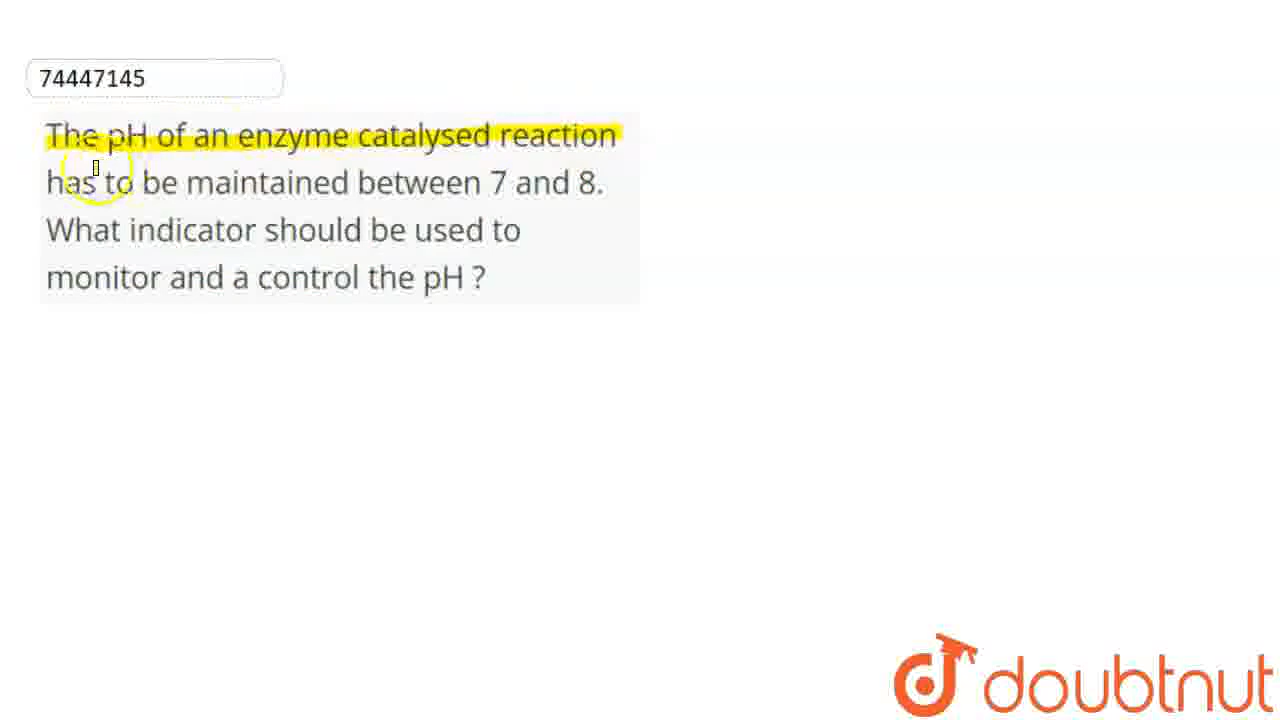 74447145
The pH of an enzyme catalysed reaction
has to be maintained between 7 and 8.
What indicator should be used to
monitor and a control the pH ?
doubtnut